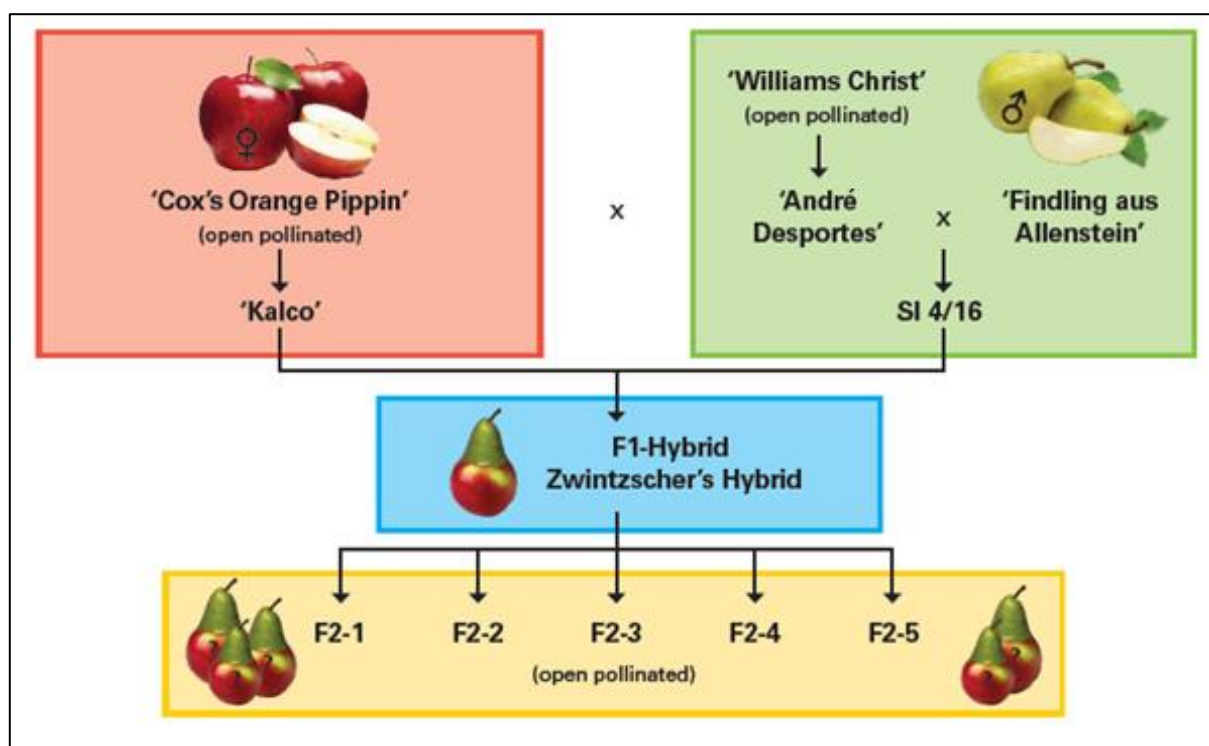 ♀
'Cox's Orange Pippin'
(open pollinated)
'Kalco'
x
'Williams Christ'
(open pollinated)
♂
'André
Desportes'
x
'Findling aus
Allenstein'
SI 4/16
F1-Hybrid
Zwintzscher's Hybrid
? ? ?
F2-1 F2-2 F2-3 F2-4 F2-5
(open pollinated)
? ?